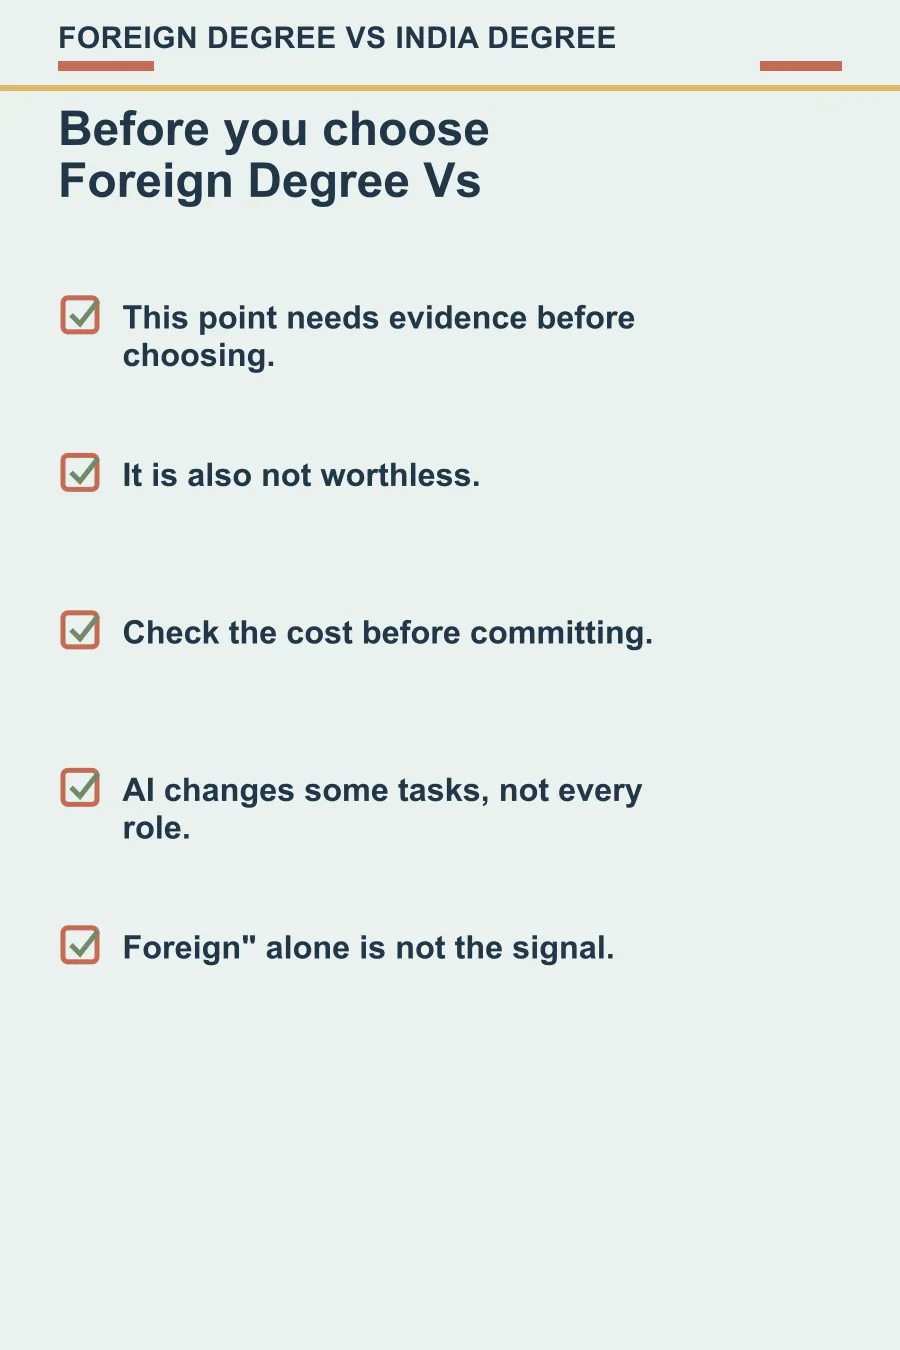 FOREIGN DEGREE VS INDIA DEGREE
Before you choose
Foreign Degree Vs
This point needs evidence before
choosing.
It is also not worthless.
Check the cost before committing.
AI changes some tasks, not every
role.
Foreign" alone is not the signal.